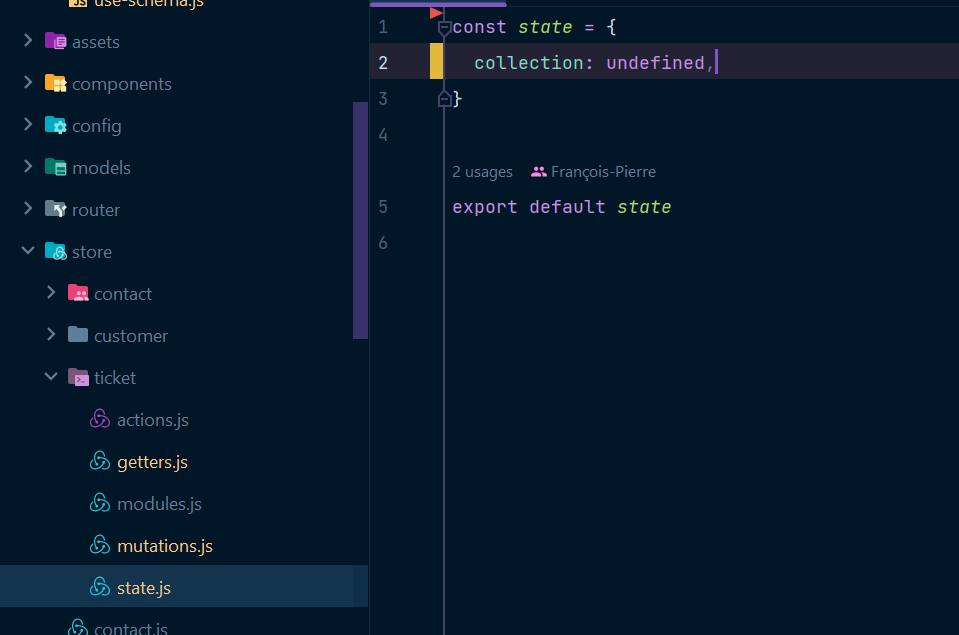 use-schema.js
assets
components
config
models
router
store
contact
customer
ticket
actions.js
getters.js
modules.js
mutations.js
state.js
contact.js
1 const state = {
2 collection: undefined,
3 }
4
2 usages François-Pierre
5 export default state
6